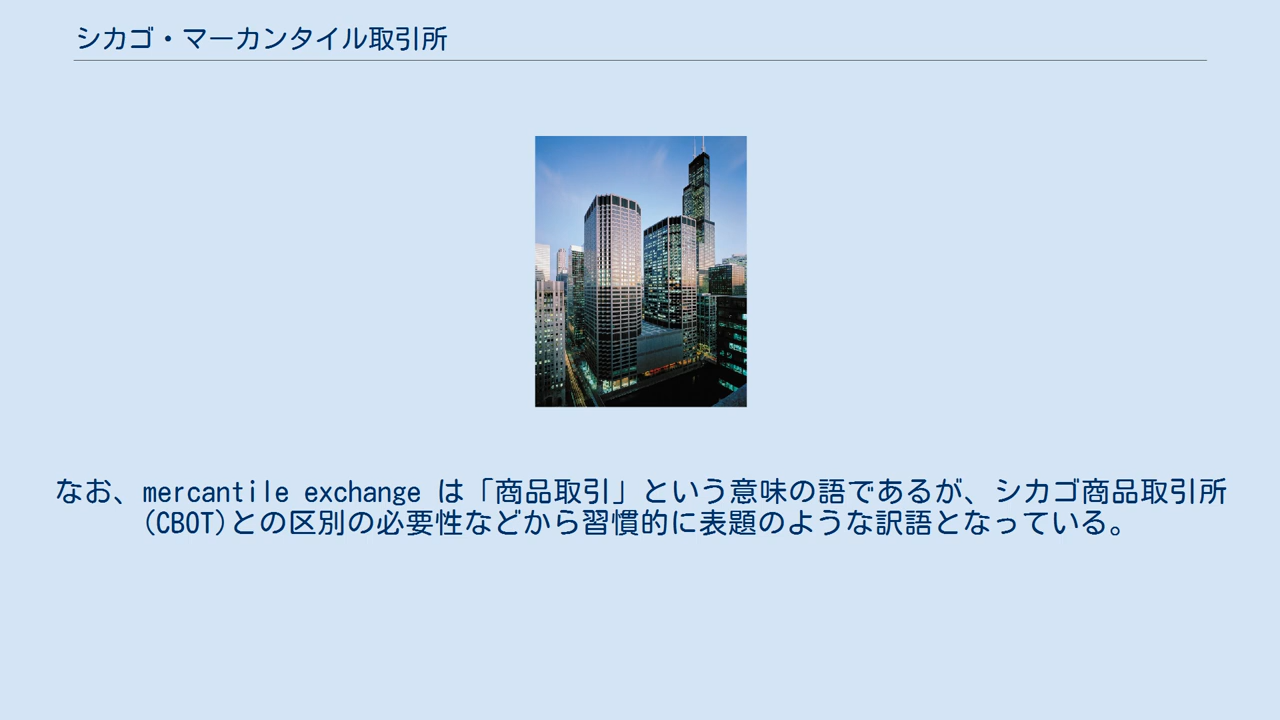 シカゴ・マーカンタイル取引所
なお、mercantile exchange は「商品取引」という意味の語であるが、シカゴ商品取引所
(CBOT)との区別の必要性などから習慣的に表題のような訳語となっている。